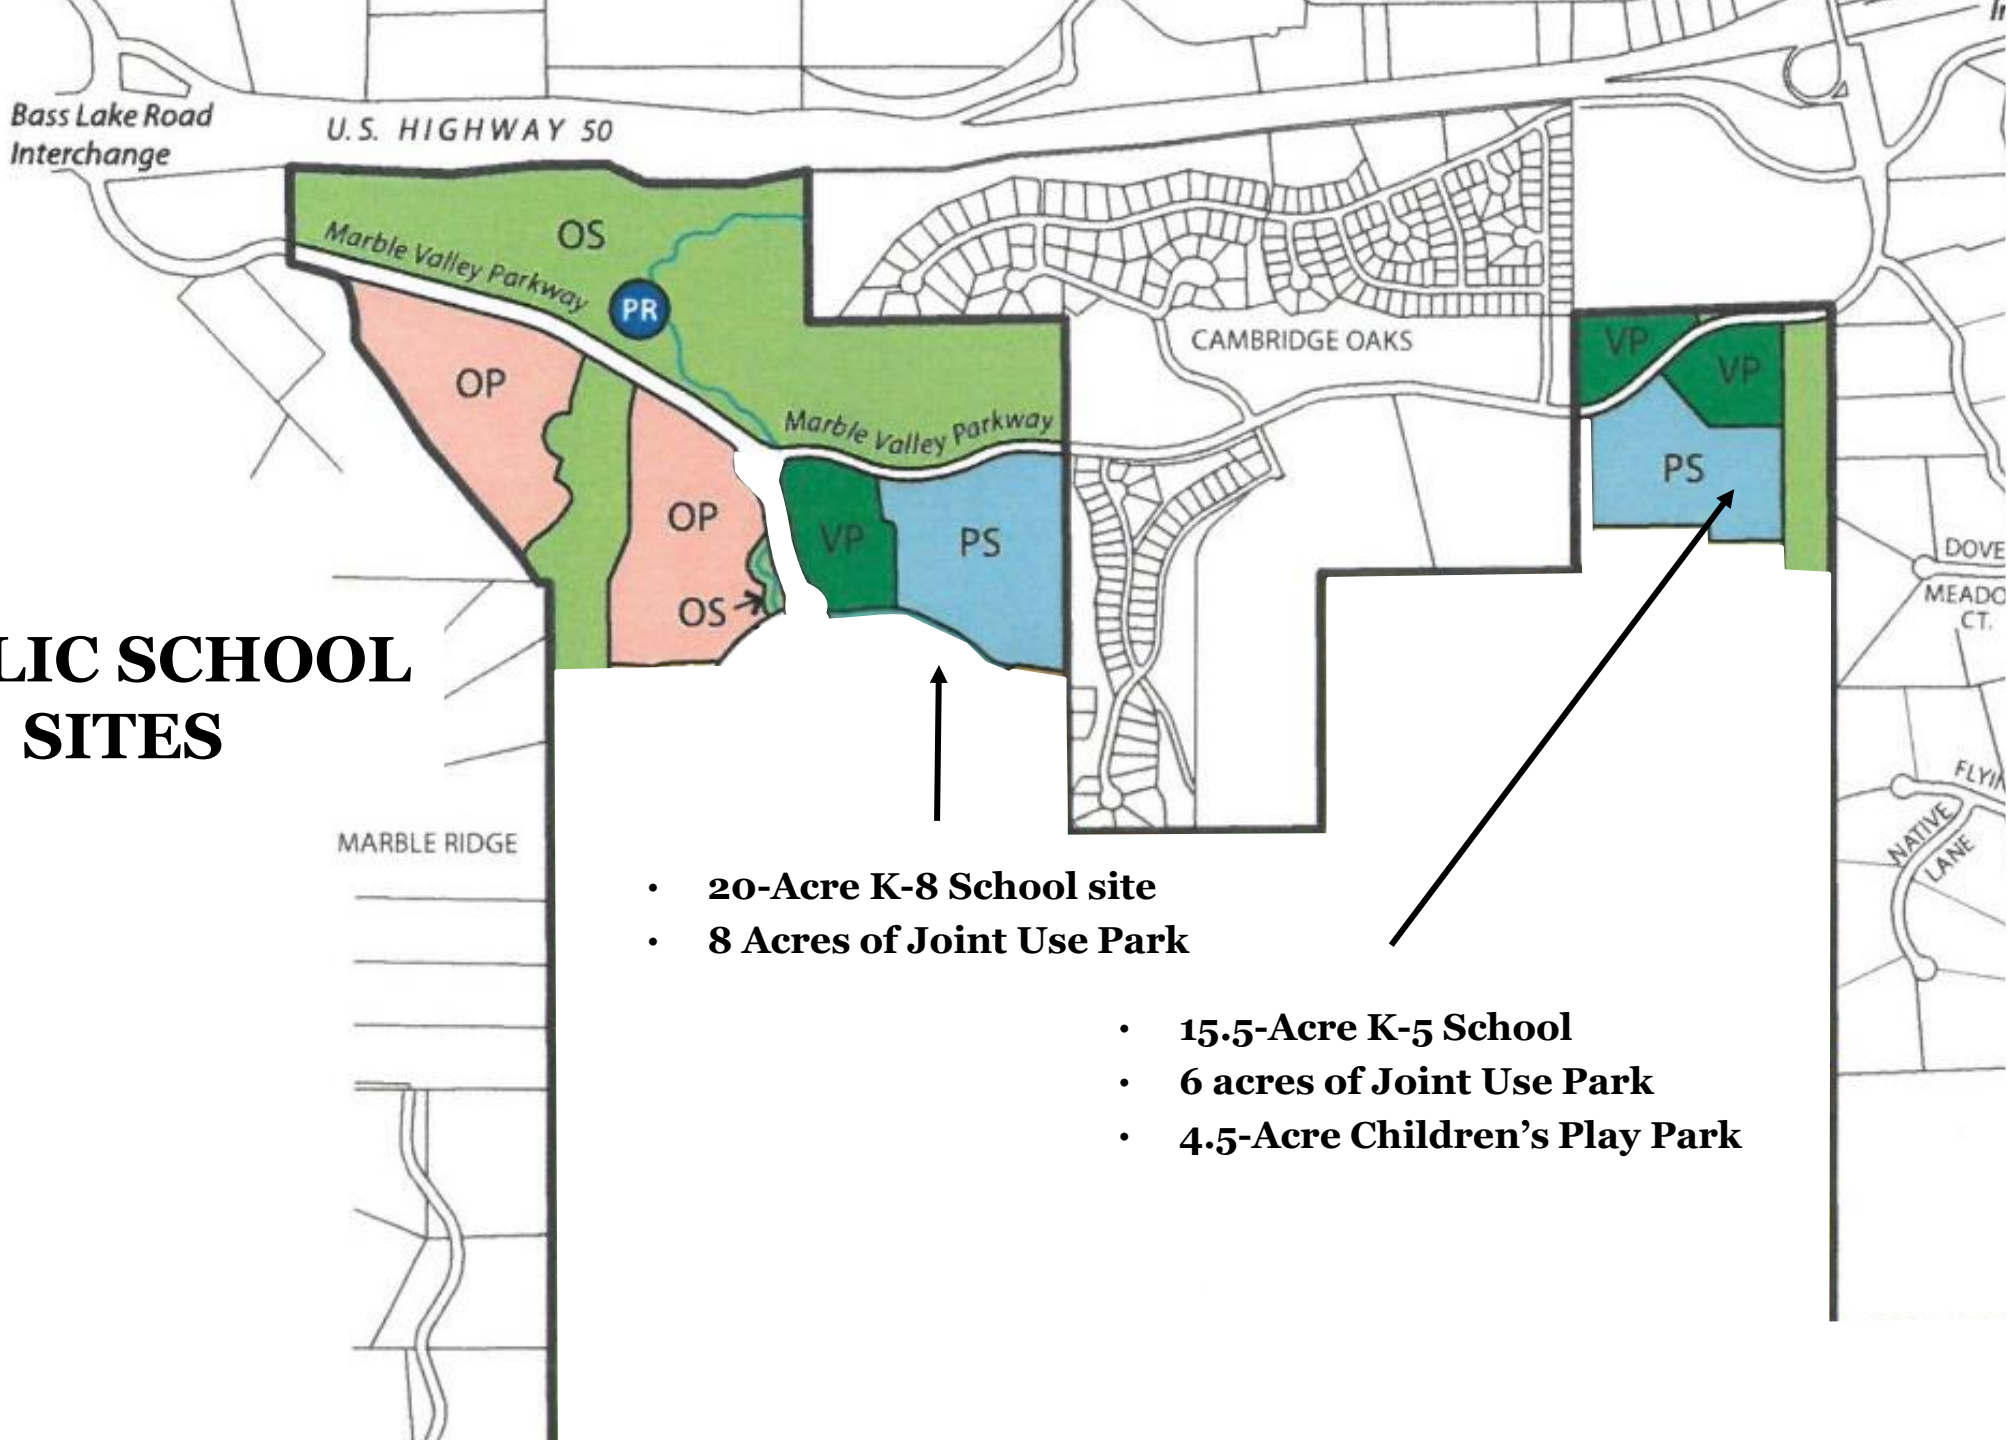 Bass Lake Road
Interchange
U.S. HIGHWAY 50
OS
Marble Valley Parkway
PR
OP
CAMBRIDGE OAKS
VP
VP
Marble Valley Parkway
PS
OP
VP
PS
OS
DOVE
MEADO
CT.
LIC SCHOOL
SITES
FLYIN
NATIVE
LANE
MARBLE RIDGE
• 20-Acre K-8 School site
• 8 Acres of Joint Use Park
• 15.5-Acre K-5 School
• 6 acres of Joint Use Park
• 4.5-Acre Children’s Play Park